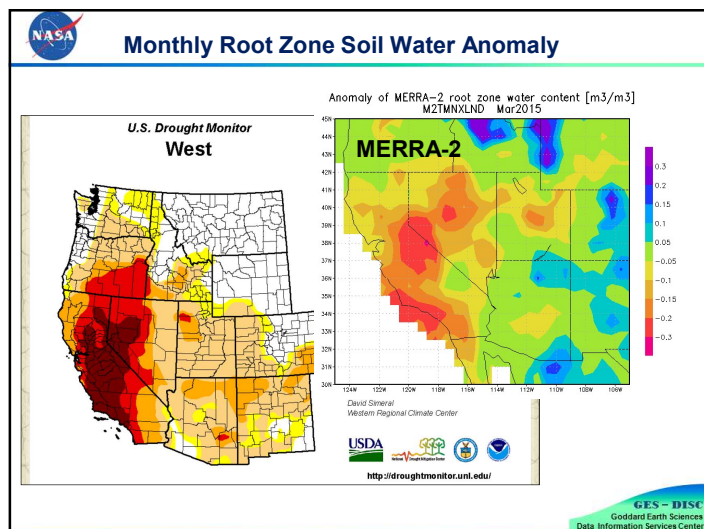 NASA
Monthly Root Zone Soil Water Anomaly
U.S. Drought Monitor
West
Anomaly of MERRA-2 root zone water content [m3/m3]
M2TMNXLND Mar2015
MERRA-2
45N
44N
43N
42N
41N
40N
39N
38N
37N
36N
35N
34N
33N
32N
31N
30N
124W 122W 120W 118W 116W 114W 112W 110W 108W 106W
0.3
0.2
0.15
0.1
0.05
-0.05
-0.1
-0.15
-0.2
-0.3
David Simeral
Western Regional Climate Center
USDA
National Drought Mitigation Center
http://droughtmonitor.unl.edu/
GES – DISC
Goddard Earth Sciences
Data Information Services Center